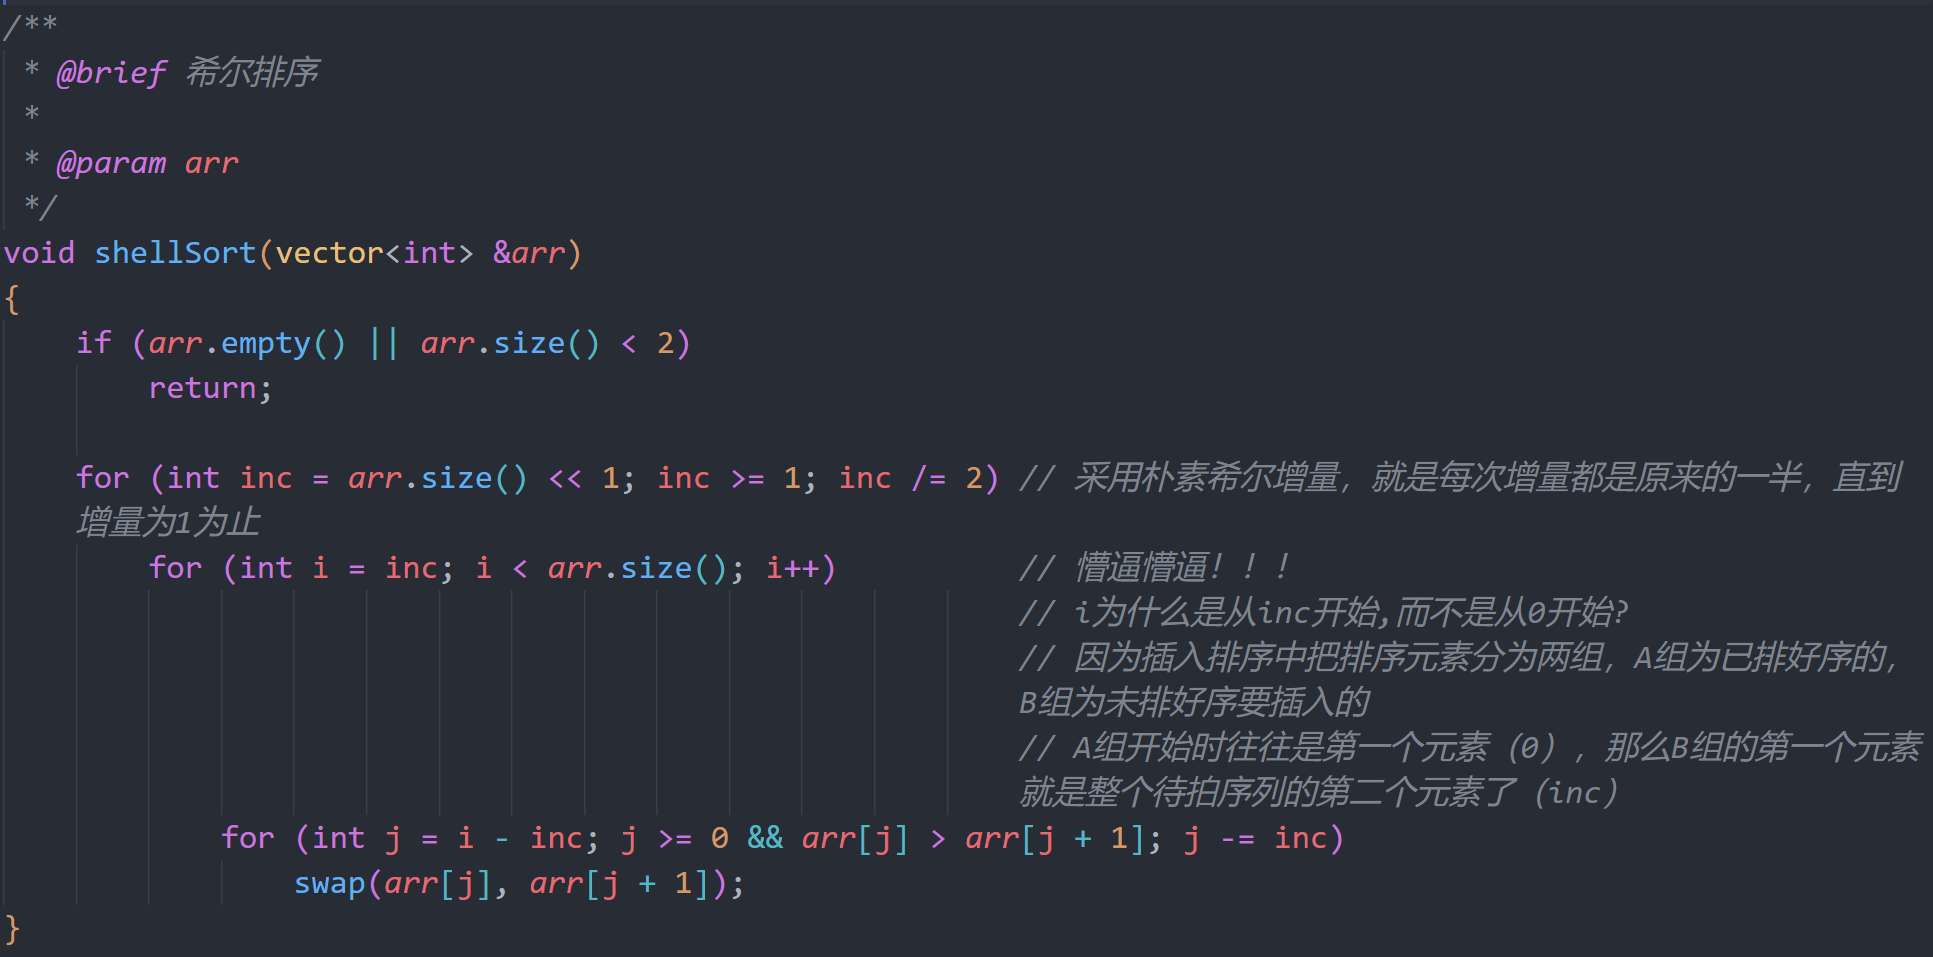 /**
* @brief 希尔排序
*
* @param arr
*/
void shellSort(vector<int> &arr)
{
if (arr.empty() || arr.size() < 2)
return;
for (int inc = arr.size() << 1; inc >= 1; inc /= 2) // 采用朴素希尔增量，就是每次增量都是原来的一半，直到
增量为1为止
for (int i = inc; i < arr.size(); i++) // 懵逼懵逼！！！
// i为什么是从inc开始,而不是从0开始?
// 因为插入排序中把排序元素分为两组，A组为已排好序的，
B组为未排好序要插入的
// A组开始时往往是第一个元素（0），那么B组的第一个元素
就是整个待拍序列的第二个元素了（inc）
for (int j = i - inc; j >= 0 && arr[j] > arr[j + 1]; j -= inc)
swap(arr[j], arr[j + 1]);
}